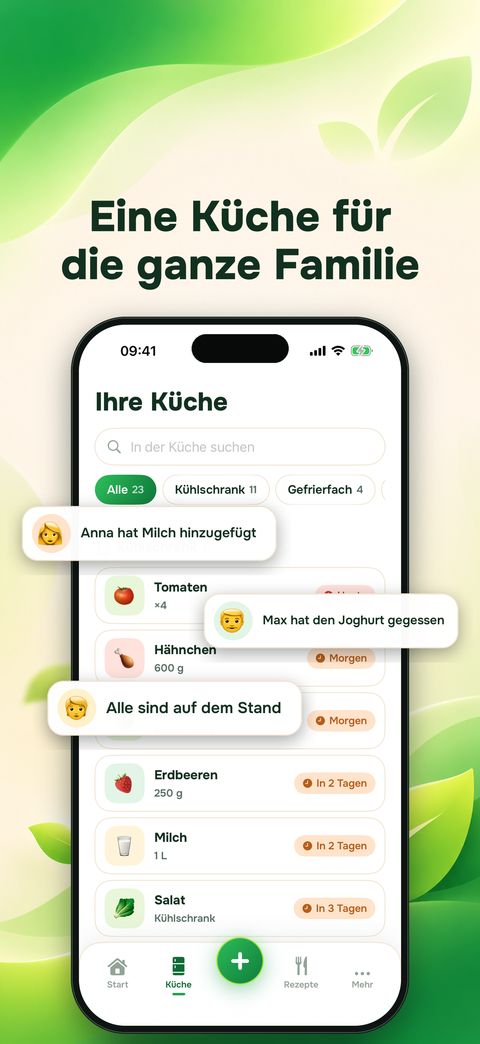 Eine Küche für
die ganze Familie
09:41
Ihre Küche
In der Küche suchen
Alle 23
Kühlschrank 11
Gefrierfach 4
Anna hat Milch hinzugefügt
Tomaten
×4
Max hat den Joghurt gegessen
Hähnchen
600 g
Morgen
Alle sind auf dem Stand
Morgen
Erdbeeren
250 g
In 2 Tagen
Milch
1 L
In 2 Tagen
Salat
Kühlschrank
In 3 Tagen
Start
Küche
Rezepte
Mehr